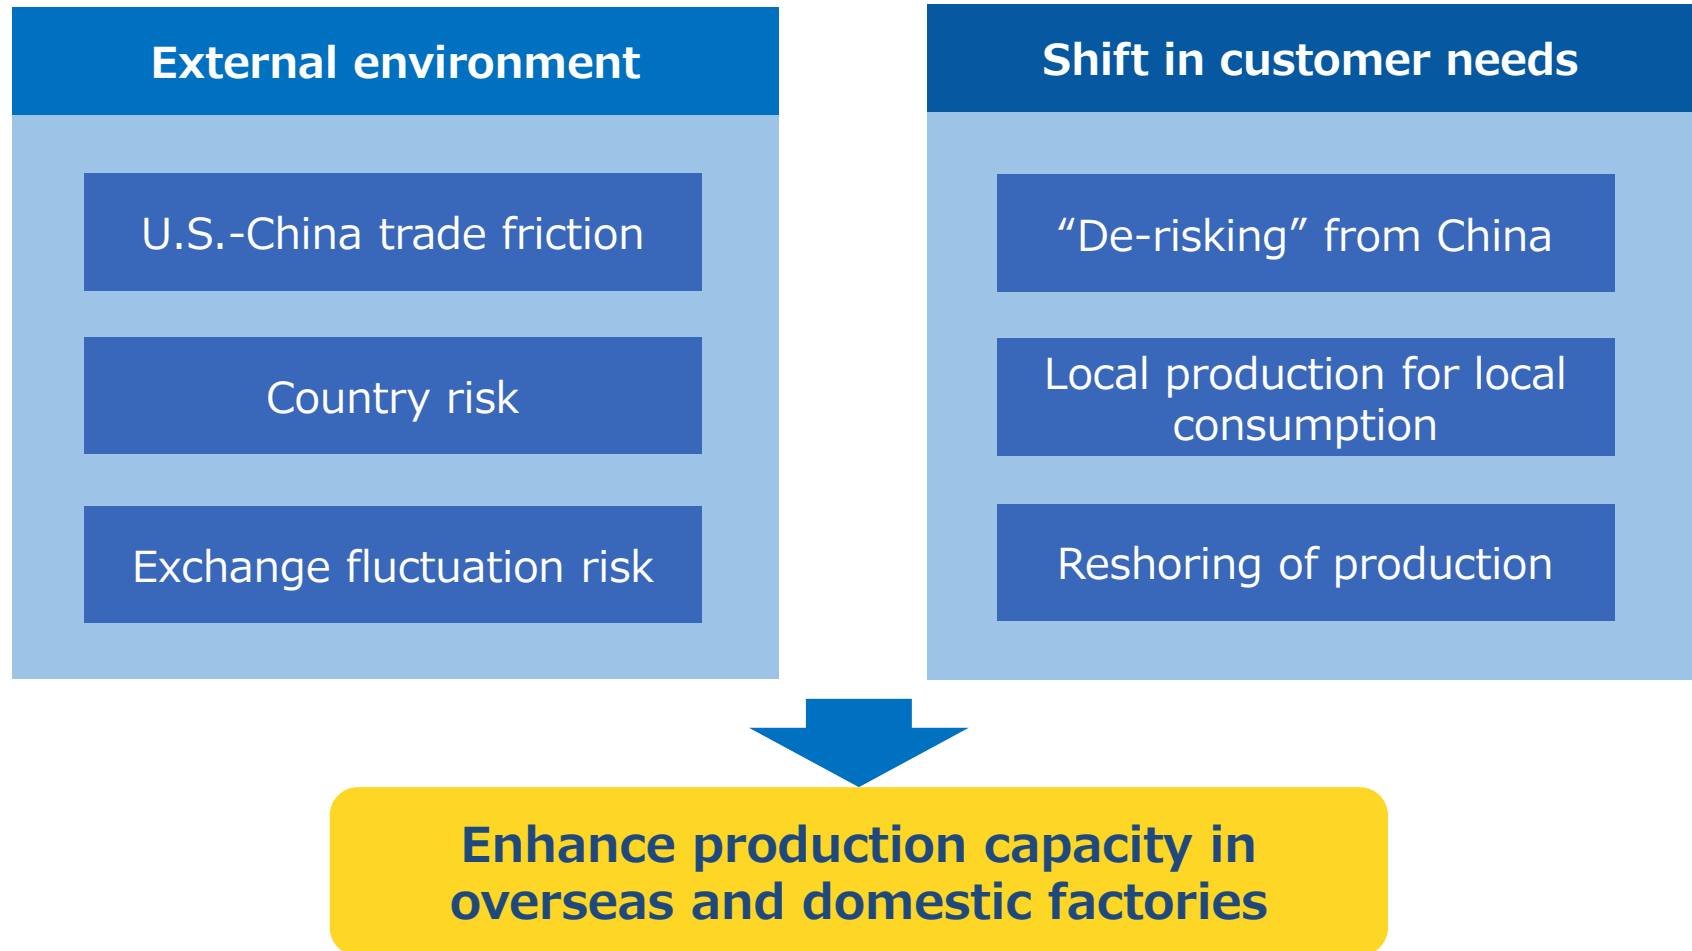 External environment
U.S.-China trade friction
Country risk
Exchange fluctuation risk
Shift in customer needs
“De-risking” from China
Local production for local
consumption
Reshoring of production
Enhance production capacity in
overseas and domestic factories